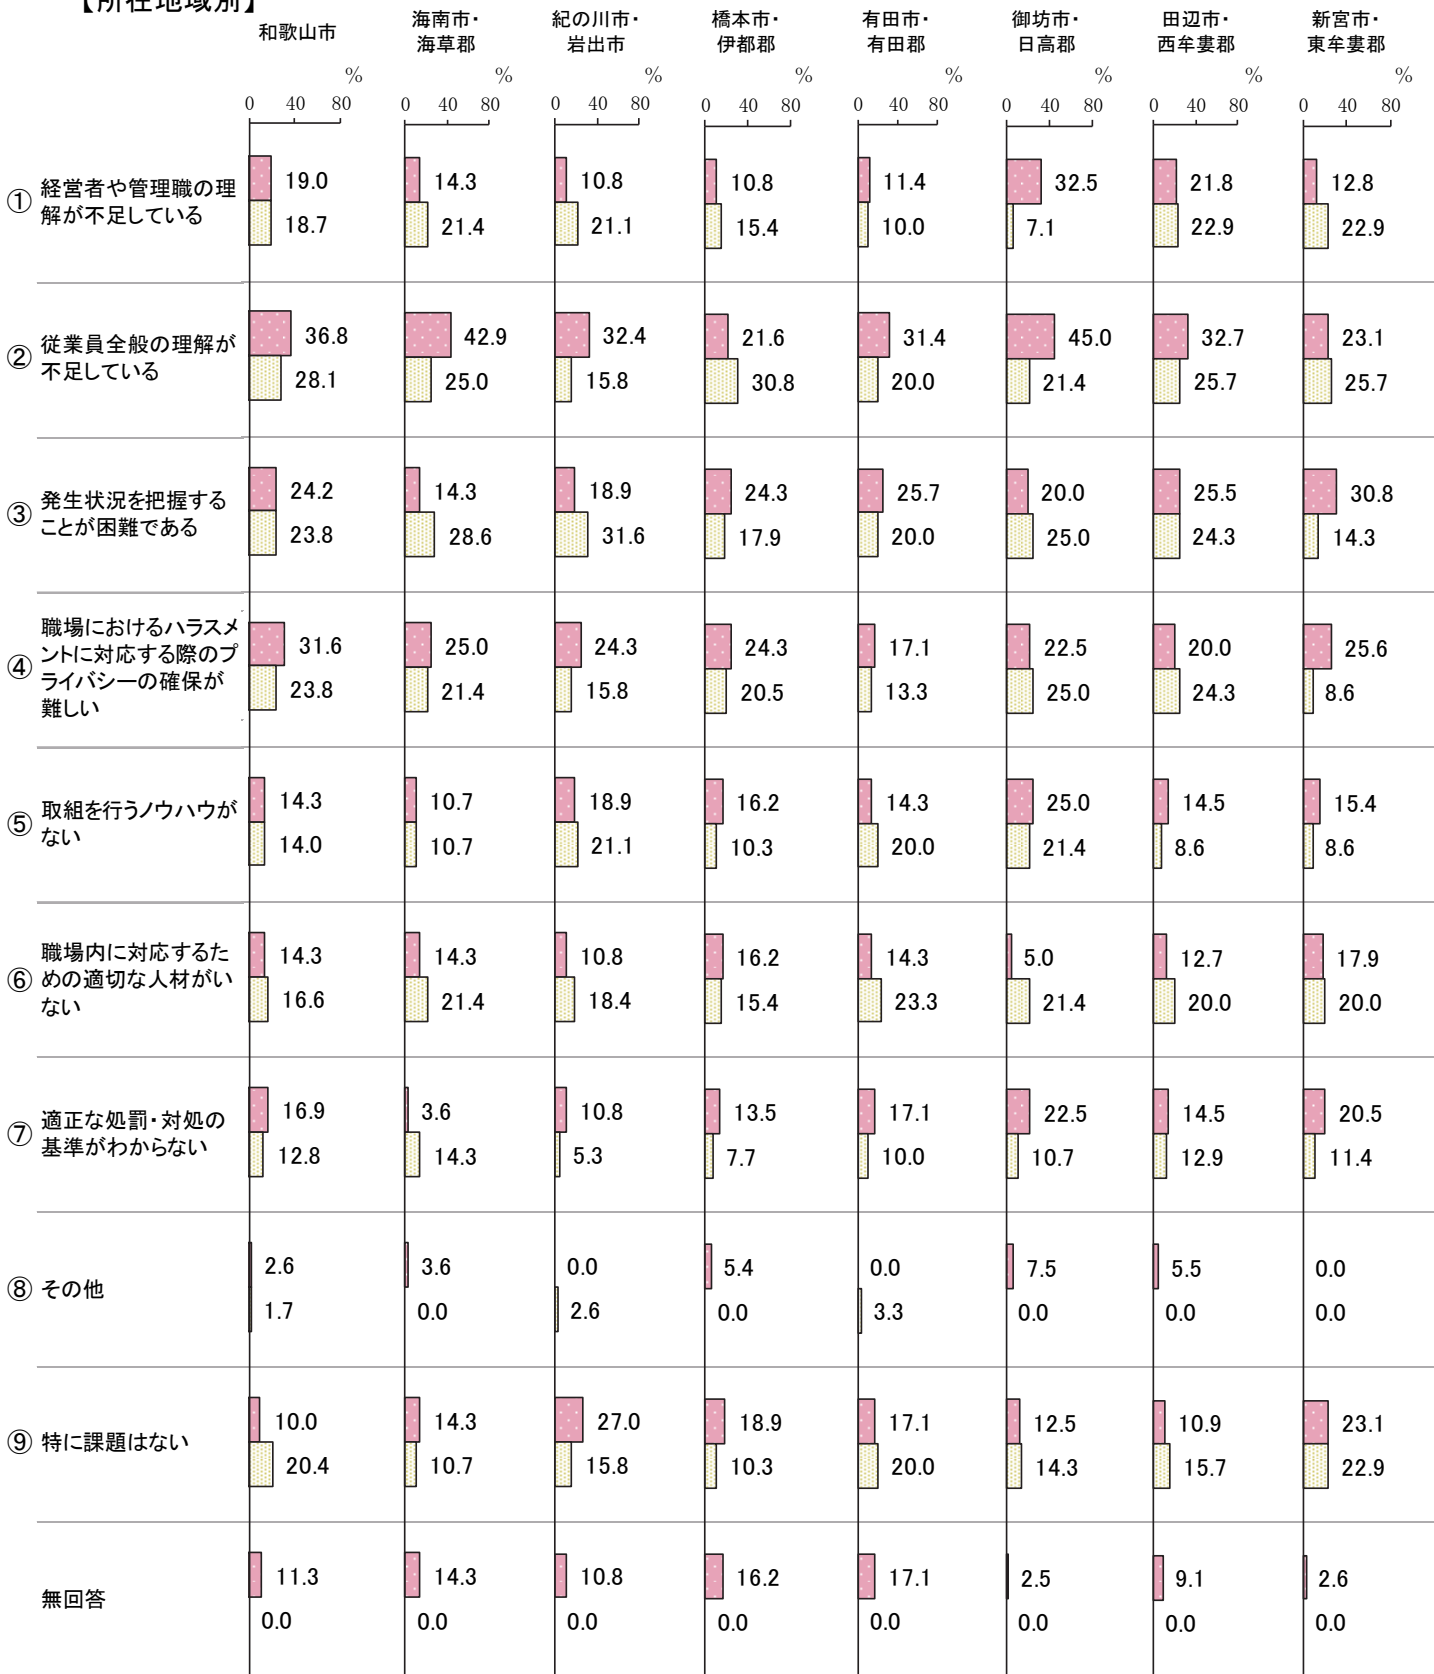 【所在地域別】
和歌山市
海南市・
海草郡
紀の川市・
岩出市
橋本市・
伊都郡
有田市・
有田郡
御坊市・
日高郡
田辺市・
西牟婁郡
新宮市・
東牟婁郡
% % % % % % % %
0 40 80 0 40 80 0 40 80 0 40 80 0 40 80 0 40 80 0 40 80 0 40 80
① 経営者や管理職の理
解が不足している
19.0 14.3 10.8 10.8 11.4 32.5 21.8 12.8
18.7 21.4 21.1 15.4 10.0 7.1 22.9 22.9
② 従業員全般の理解が
不足している
36.8 42.9 32.4 21.6 31.4 45.0 32.7 23.1
28.1 25.0 15.8 30.8 20.0 21.4 25.7 25.7
③ 発生状況を把握する
ことが困難である
24.2 14.3 18.9 24.3 25.7 20.0 25.5 30.8
23.8 28.6 31.6 17.9 20.0 25.0 24.3 14.3
④ 職場におけるハラスメ
ントに対応する際のプ
ライバシーの確保が
難しい
31.6 25.0 24.3 24.3 17.1 22.5 20.0 25.6
23.8 21.4 15.8 20.5 13.3 25.0 24.3 8.6
⑤ 取組を行うノウハウが
ない
14.3 10.7 18.9 16.2 14.3 25.0 14.5 15.4
14.0 10.7 21.1 10.3 20.0 21.4 8.6 8.6
⑥ 職場内に対応するた
めの適切な人材がい
ない
14.3 14.3 10.8 16.2 14.3 5.0 12.7 17.9
16.6 21.4 18.4 15.4 23.3 21.4 20.0 20.0
⑦ 適正な処罰・対処の
基準がわからない
16.9 3.6 10.8 13.5 17.1 22.5 14.5 20.5
12.8 14.3 5.3 7.7 10.0 10.7 12.9 11.4
⑧ その他
2.6 3.6 0.0 5.4 0.0 7.5 5.5 0.0
1.7 0.0 2.6 0.0 3.3 0.0 0.0 0.0
⑨ 特に課題はない
10.0 14.3 27.0 18.9 17.1 12.5 10.9 23.1
20.4 10.7 15.8 10.3 20.0 14.3 15.7 22.9
無回答
11.3 14.3 10.8 16.2 17.1 2.5 9.1 2.6
0.0 0.0 0.0 0.0 0.0 0.0 0.0 0.0